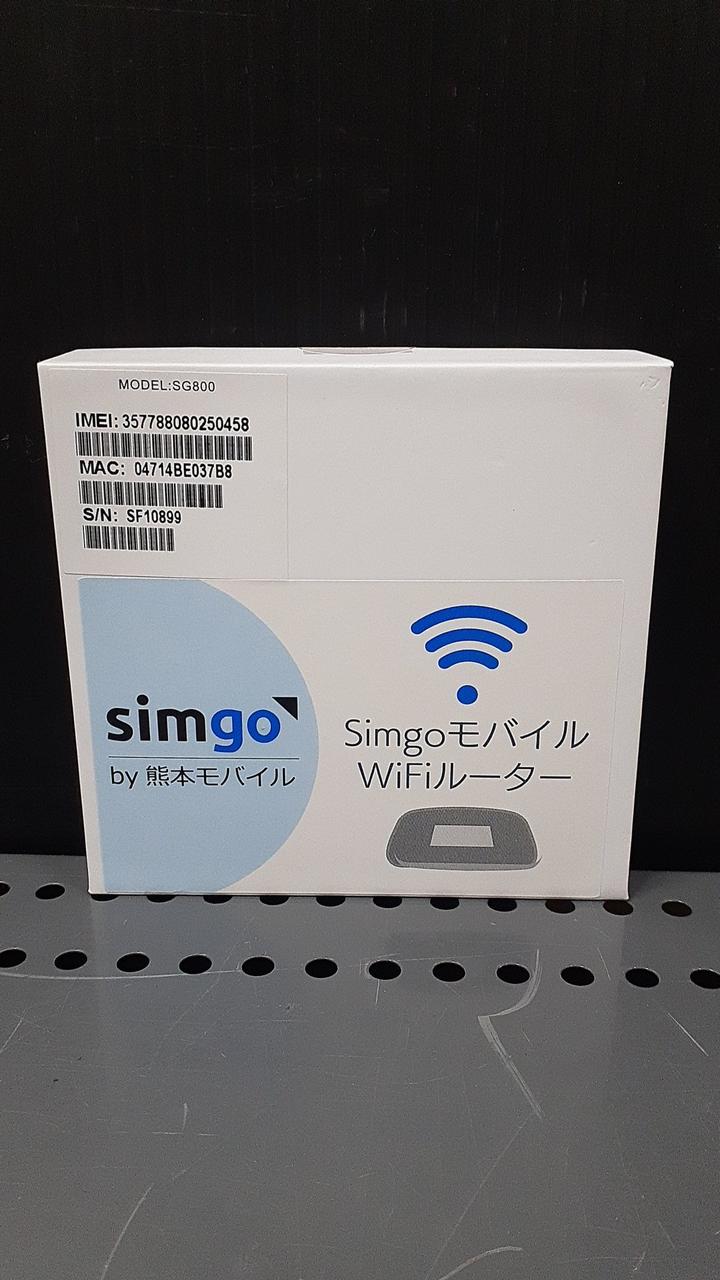 MODEL:SG800
IMEI: 357788080250458
MAC: 04714BE037B8
S/N: SF10899
simgo
by 熊本モバイル
Simgoモバイル
WiFiルーター